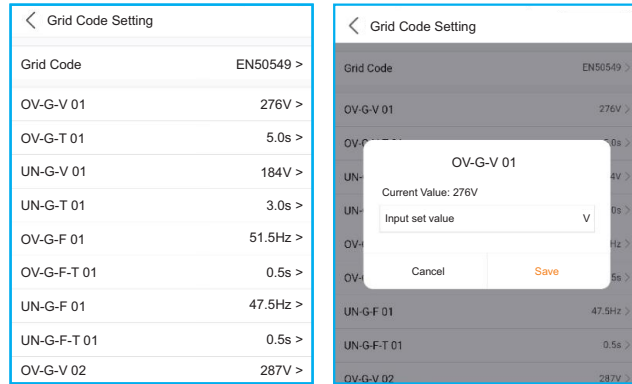 Grid Code Setting
Grid Code EN50549 >
OV-G-V 01 276V >
OV-G-T 01 5.0s >
UN-G-V 01 184V >
UN-G-T 01 3.0s >
OV-G-F 01 51.5Hz >
OV-G-F-T 01 0.5s >
UN-G-F 01 47.5Hz >
UN-G-F-T 01 0.5s >
OV-G-V 02 287V >
Grid Code Setting
Grid Code EN50549 >
OV-G-V 01 276V >
OV-G-V 01
Current Value: 276V
Input set value V
Cancel Save
UN-G-F 01 47.5Hz >
UN-G-F-T 01 0.5s >
OV-G-V 02 287V >